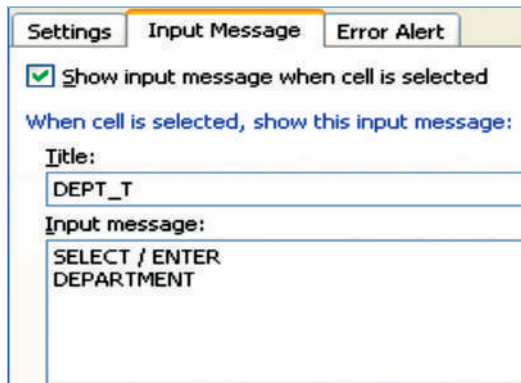 Settings Input Message Error Alert
Show input message when cell is selected
When cell is selected, show this input message:
Title:
DEPT_T
Input message:
SELECT / ENTER
DEPARTMENT